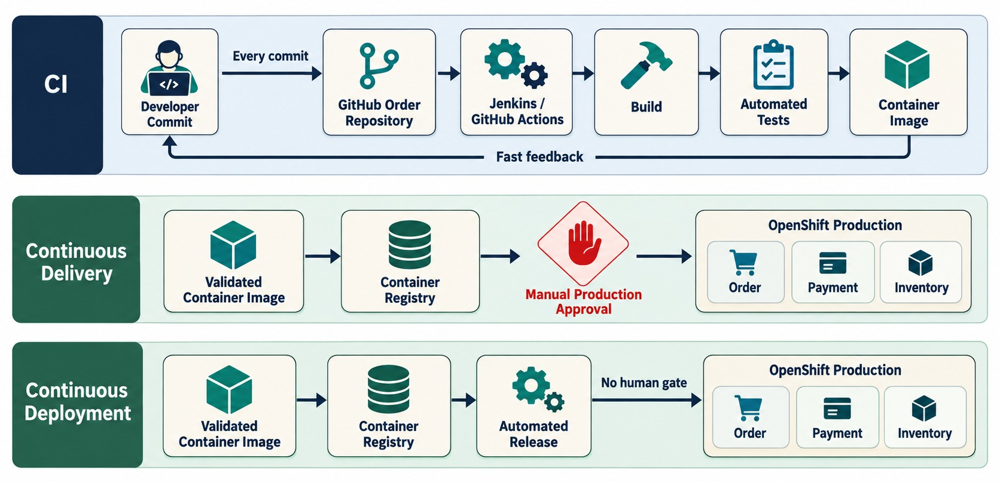 CI
Developer
Commit
Every commit
GitHub Order
Repository
Jenkins /
GitHub Actions
Build
Automated
Tests
Container
Image
Fast feedback
Continuous
Delivery
Validated
Container Image
Container
Registry
Manual Production
Approval
OpenShift Production
Order
Payment
Inventory
Continuous
Deployment
Validated
Container Image
Container
Registry
Automated
Release
No human gate
OpenShift Production
Order
Payment
Inventory